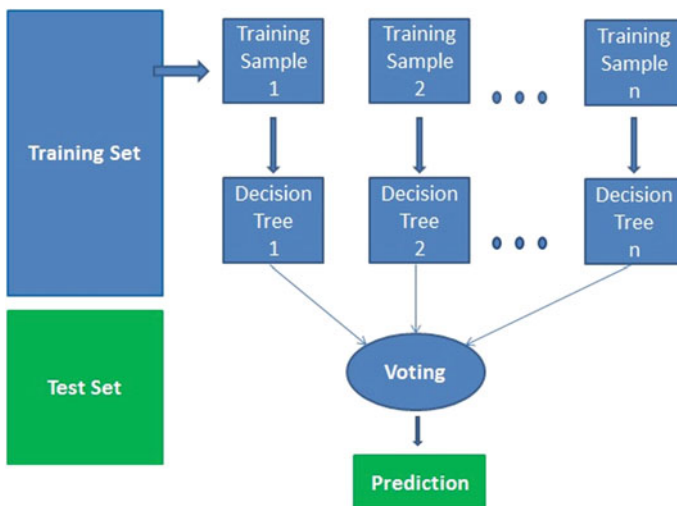 Training Set
Training
Sample
1
Training
Sample
2
Training
Sample
n
Decision
Tree
1
Decision
Tree
2
Decision
Tree
n
Test Set
Voting
Prediction